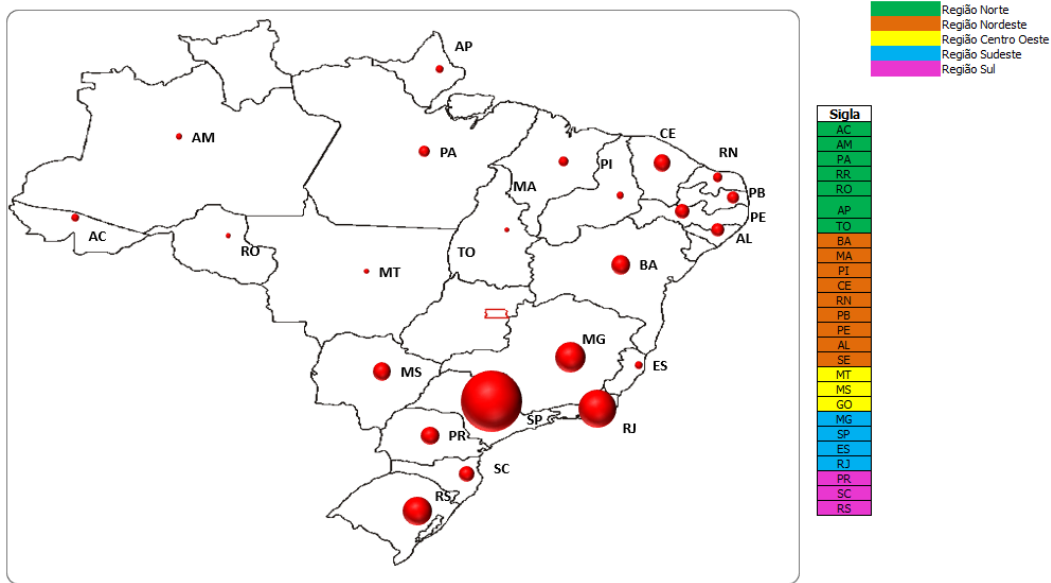 Região Norte
Região Nordeste
Região Centro Oeste
Região Sudeste
Região Sul
AP
AM
PA
CE
RN
PI
MA
PB
PE
AL
AC
RO
TO
MT
BA
MG
ES
MS
SP
RJ
PR
SC
RS
Sigla
AC
AM
PA
RR
RO
AP
TO
BA
MA
PI
CE
RN
PB
PE
AL
SE
MT
MS
GO
MG
SP
ES
RJ
PR
SC
RS